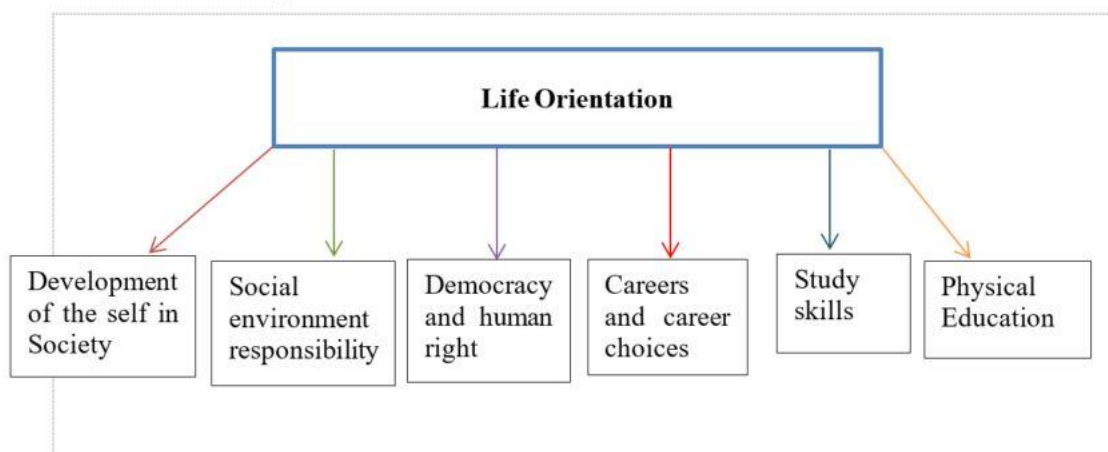 Life Orientation
Development
of the self in
Society
Social
environment
responsibility
Democracy
and human
right
Careers
and career
choices
Study
skills
Physical
Education